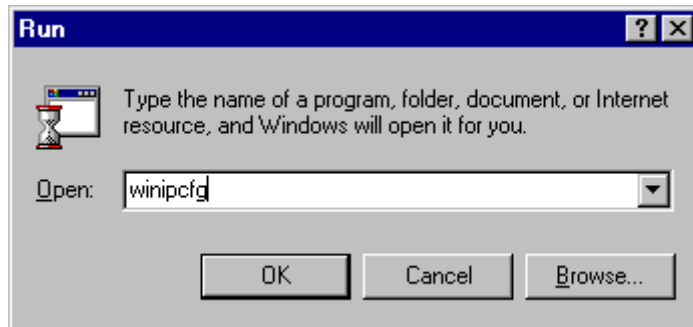 Run
Type the name of a program, folder, document, or Internet
resource, and Windows will open it for you.
Open: winipcfg
OK Cancel Browse...